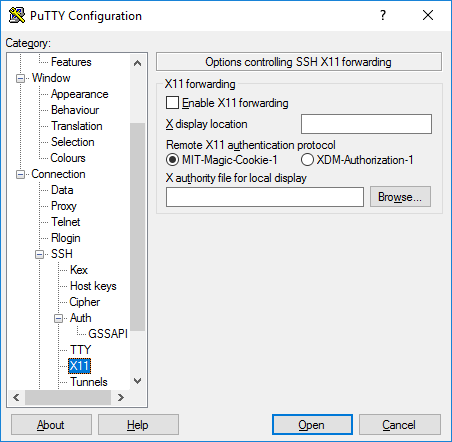 PuTTY Configuration
?
Category:
Features
Window
Appearance
Behaviour
Translation
Selection
Colours
Connection
Data
Proxy
Telnet
Rlogin
SSH
Kex
Host keys
Cipher
Auth
GSSAPI
TTY
X11
Tunnels
Options controlling SSH X11 forwarding
X11 forwarding
Enable X11 forwarding
X display location
Remote X11 authentication protocol
MIT-Magic-Cookie-1 XDM-Authorization-1
X authority file for local display
Browse...
About Help Open Cancel